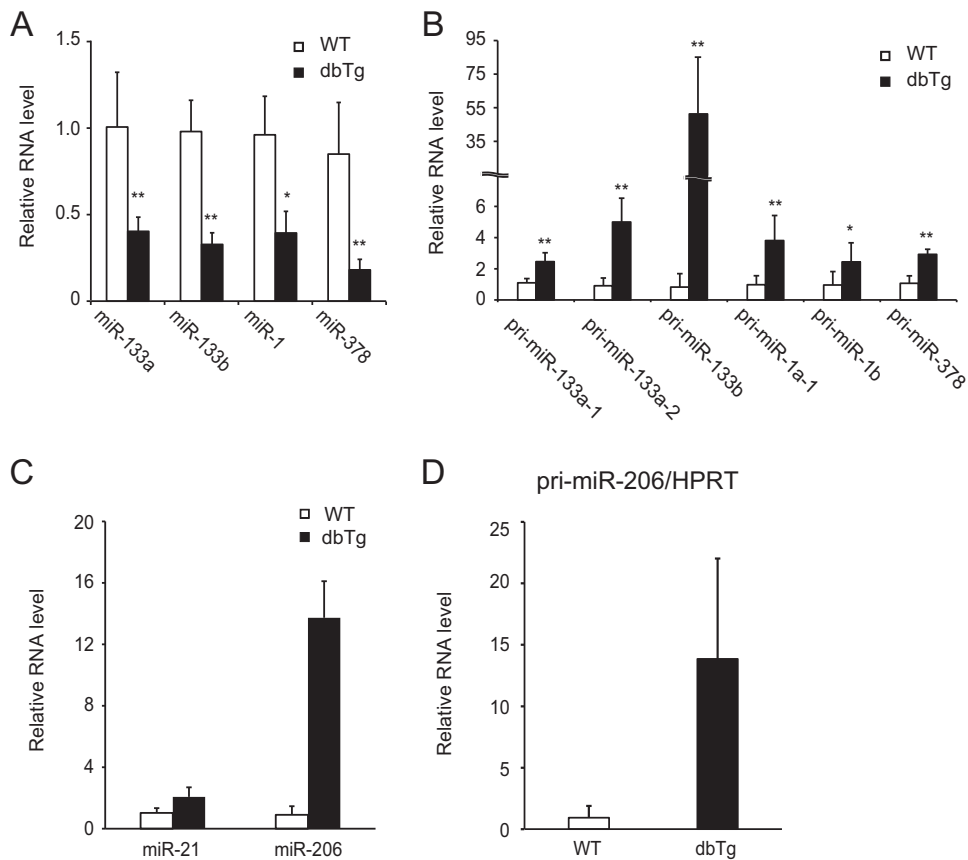 A
Relative RNA level
1.5
1.0
0.5
0
WT
dbTg
**
**
*
**
miR-133a
miR-133b
miR-1
miR-378
B
Relative RNA level
95
75
55
35
6
4
2
0
WT
dbTg
**
**
**
**
*
**
pri-miR-133a-1
pri-miR-133a-2
pri-miR-133b
pri-miR-1a-1
pri-miR-1b
pri-miR-378
C
Relative RNA level
20
16
12
8
4
0
WT
dbTg
miR-21
miR-206
D
pri-miR-206/HPRT
Relative RNA level
25
20
15
10
5
0
WT
dbTg